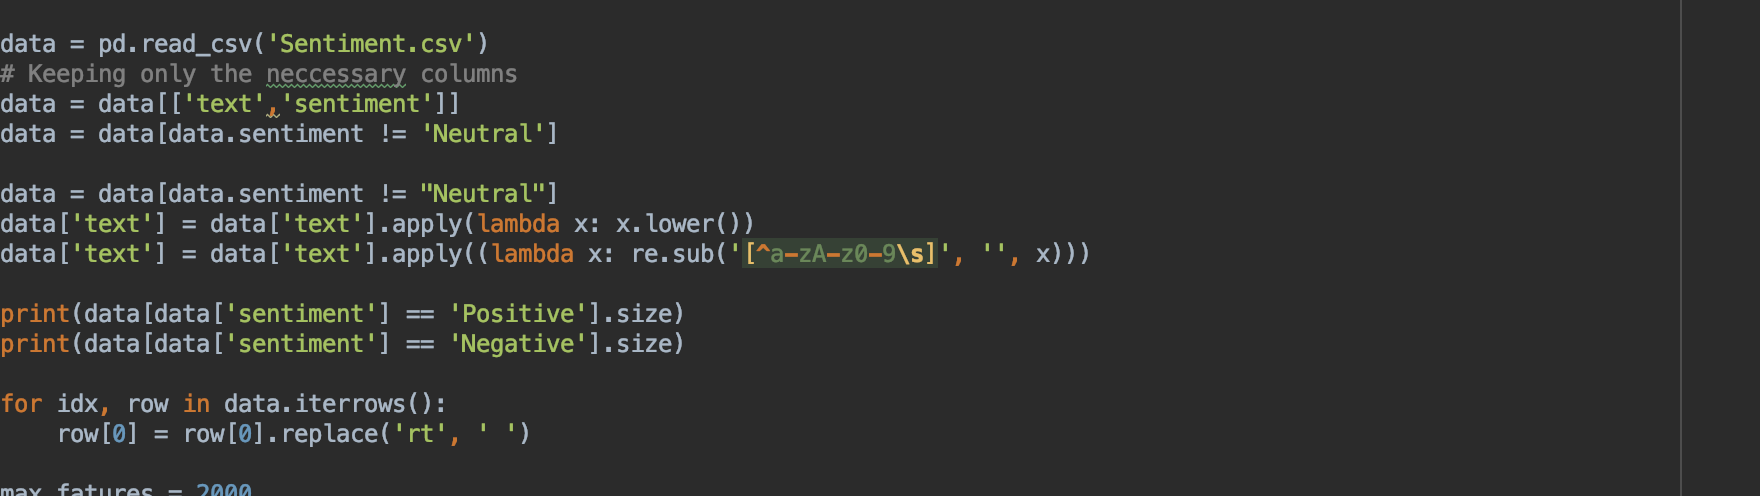 data = pd.read_csv('Sentiment.csv')
# Keeping only the neccessary columns
data = data[['text','sentiment']]
data = data[data.sentiment != 'Neutral']
data = data[data.sentiment != "Neutral"]
data['text'] = data['text'].apply(lambda x: x.lower())
data['text'] = data['text'].apply((lambda x: re.sub('[^a-zA-z0-9\s]', '', x)))
print(data[data['sentiment'] == 'Positive'].size)
print(data[data['sentiment'] == 'Negative'].size)
for idx, row in data.iterrows():
    row[0] = row[0].replace('rt', ' ')
max_fatures = 2000